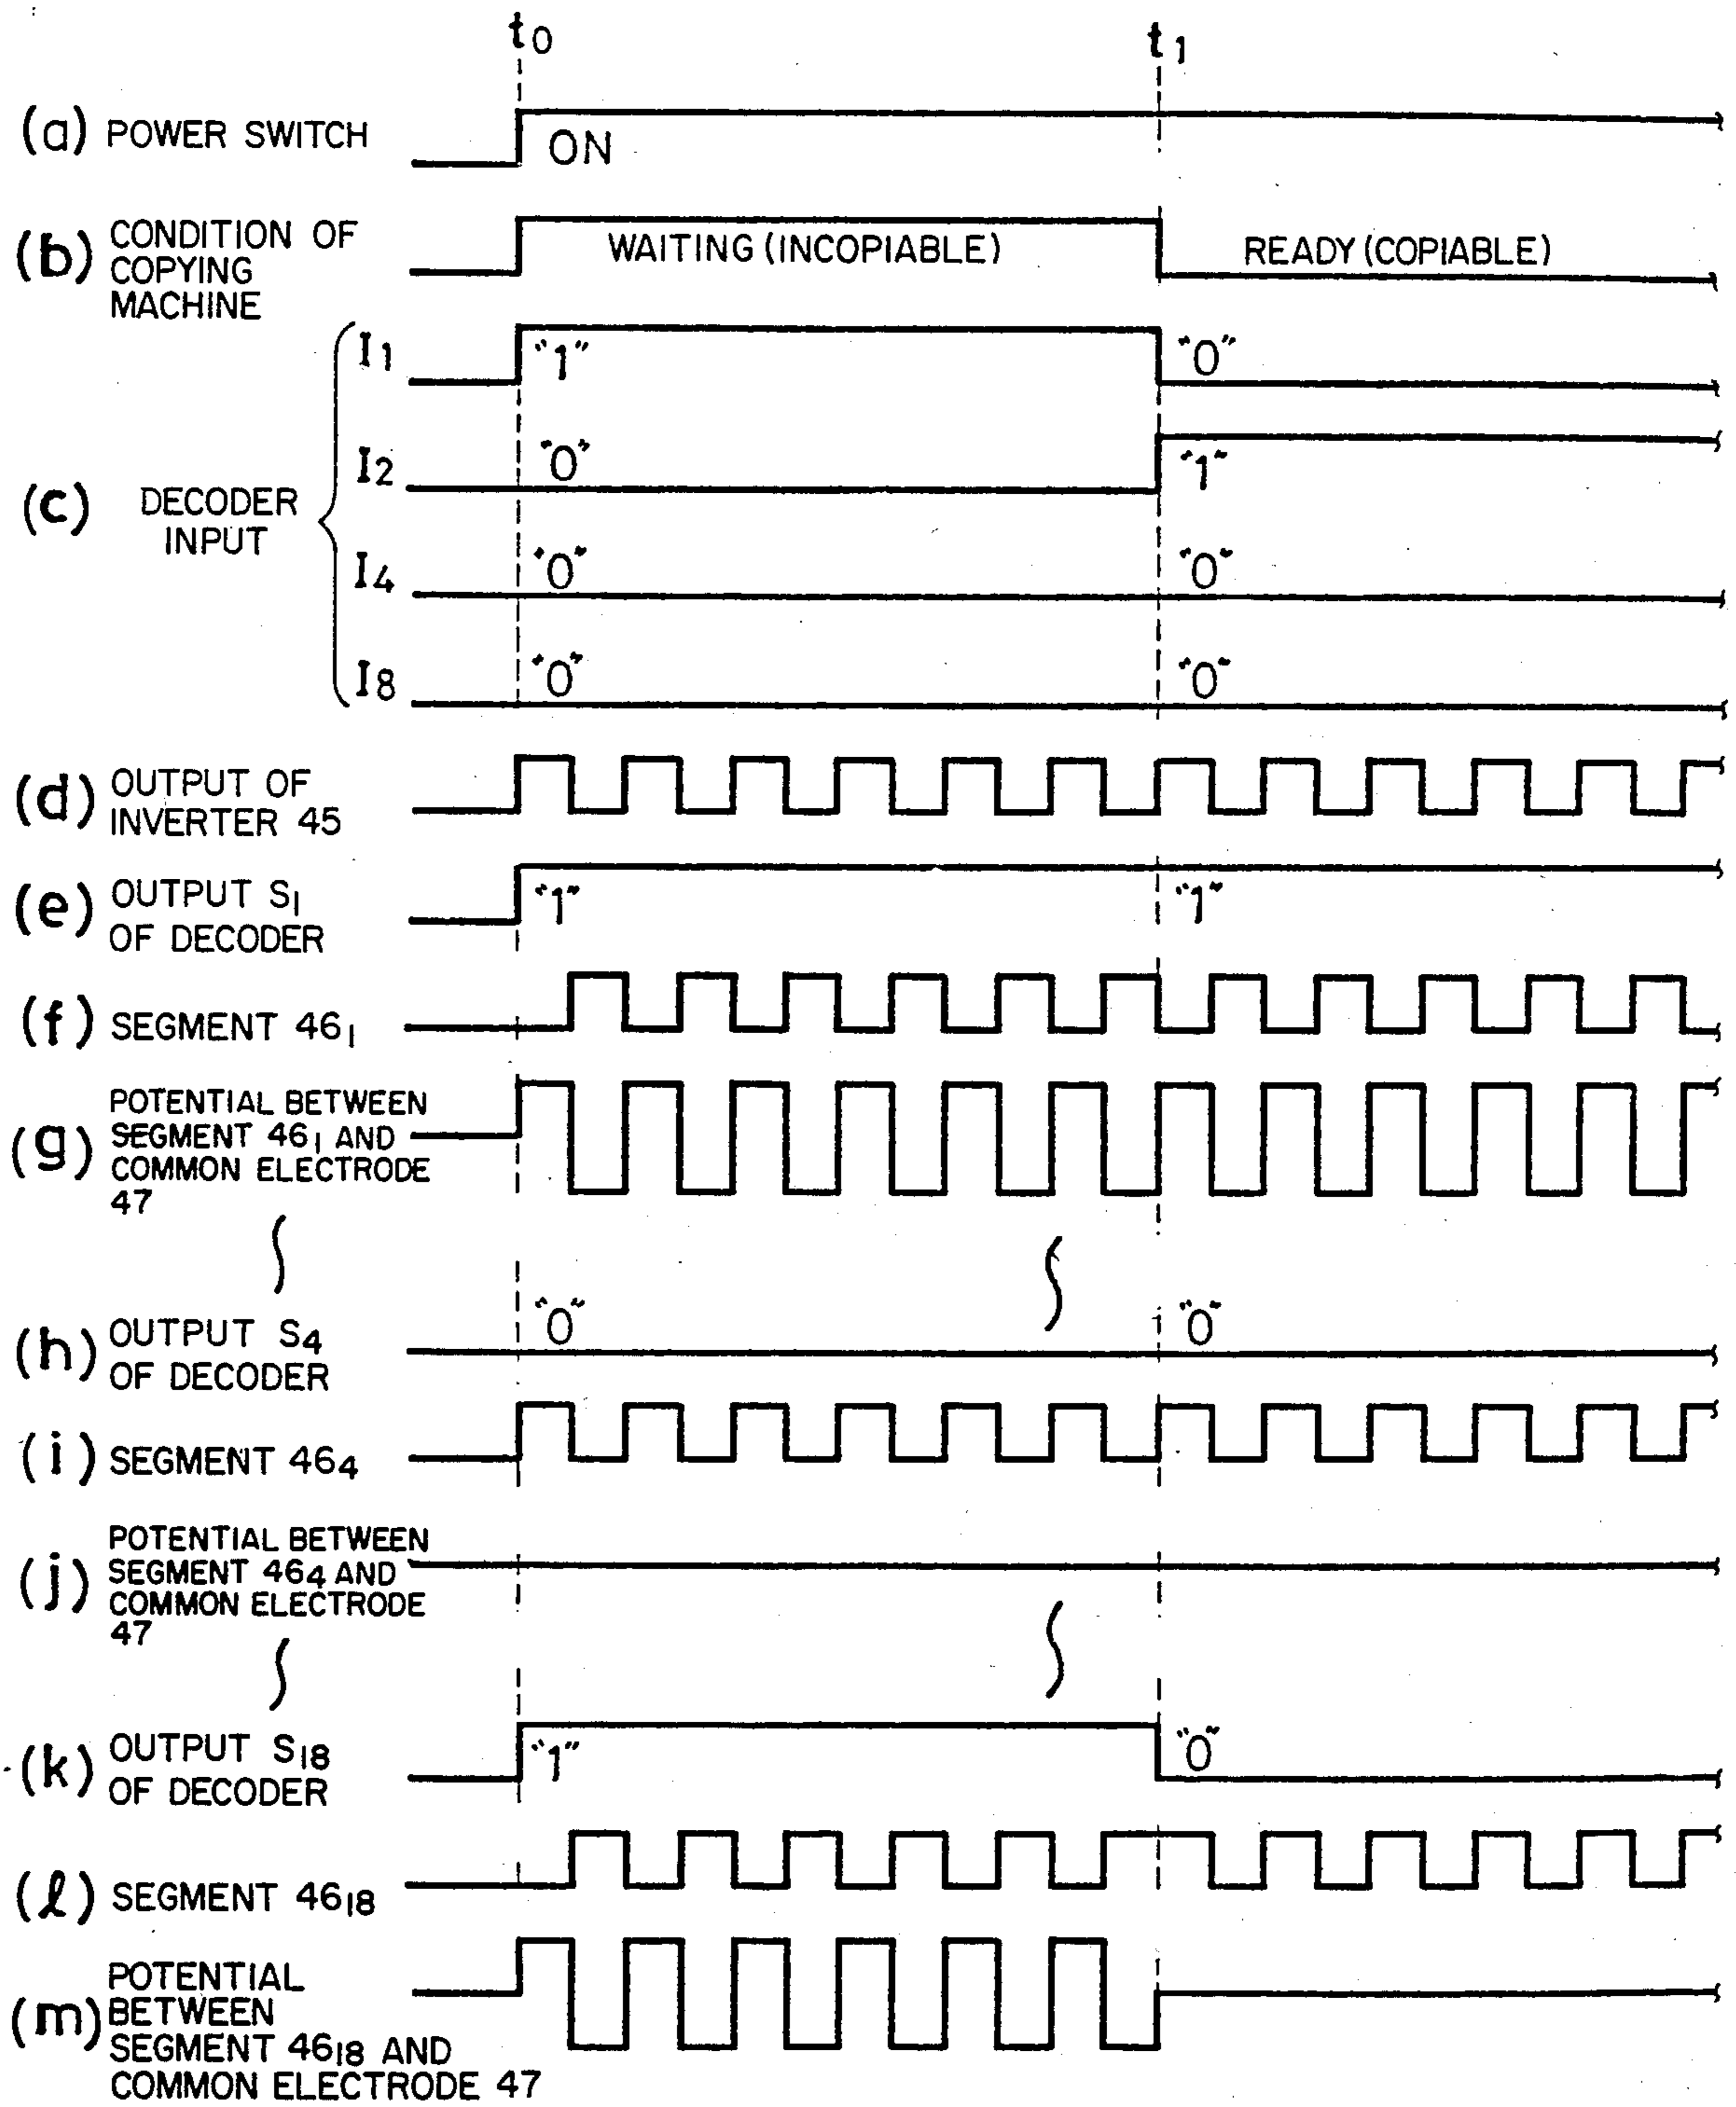 t0 t1
(a) POWER SWITCH
ON
(b) CONDITION OF
COPYING
MACHINE
WAITING (INCOPIABLE) READY (COPIABLE)
(c) DECODER
INPUT
I1 "1" "0"
I2 "0" "1"
I4 "0" "0"
I8 "0" "0"
(d) OUTPUT OF
INVERTER 45
(e) OUTPUT S1
OF DECODER
"1" "1"
(f) SEGMENT 461
(g) POTENTIAL BETWEEN
SEGMENT 461 AND
COMMON ELECTRODE
47
(h) OUTPUT S4
OF DECODER
"0" "0"
(i) SEGMENT 464
(j) POTENTIAL BETWEEN
SEGMENT 464 AND
COMMON ELECTRODE
47
(k) OUTPUT S18
OF DECODER
"1" "0"
(l) SEGMENT 4618
(m) POTENTIAL
BETWEEN
SEGMENT 4618 AND
COMMON ELECTRODE 47